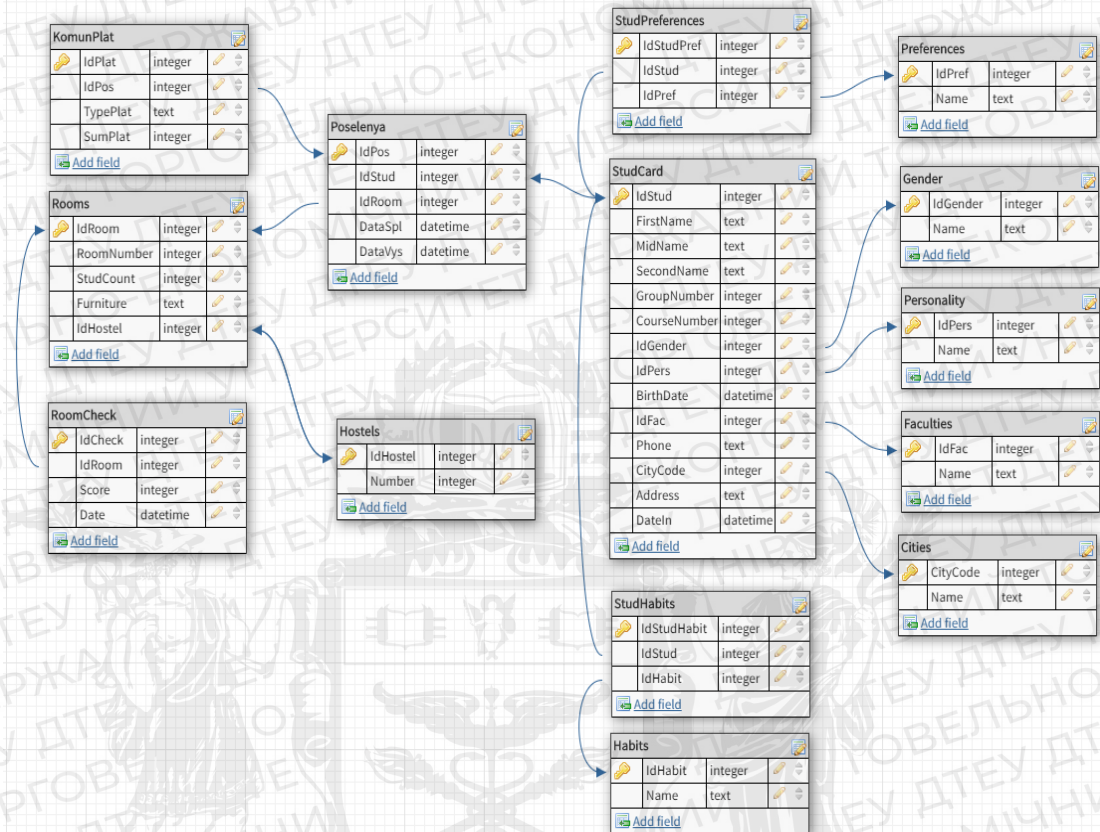 KomunPlat
IdPlat integer
IdPos integer
TypePlat text
SumPlat integer
Add field
Rooms
IdRoom integer
RoomNumber integer
StudCount integer
Furniture text
IdHostel integer
Add field
RoomCheck
IdCheck integer
IdRoom integer
Score integer
Date datetime
Add field
Poselenya
IdPos integer
IdStud integer
IdRoom integer
DataSpl datetime
DataVys datetime
Add field
Hostels
IdHostel integer
Number integer
Add field
StudPreferences
IdStudPref integer
IdStud integer
IdPref integer
Add field
StudCard
IdStud integer
FirstName text
MidName text
SecondName text
GroupNumber integer
CourseNumber integer
IdGender integer
IdPers integer
BirthDate datetime
IdFac integer
Phone text
CityCode integer
Address text
DateIn datetime
Add field
StudHabits
IdStudHabit integer
IdStud integer
IdHabit integer
Add field
Habits
IdHabit integer
Name text
Add field
Preferences
IdPref integer
Name text
Add field
Gender
IdGender integer
Name text
Add field
Personality
IdPers integer
Name text
Add field
Faculties
IdFac integer
Name text
Add field
Cities
CityCode integer
Name text
Add field